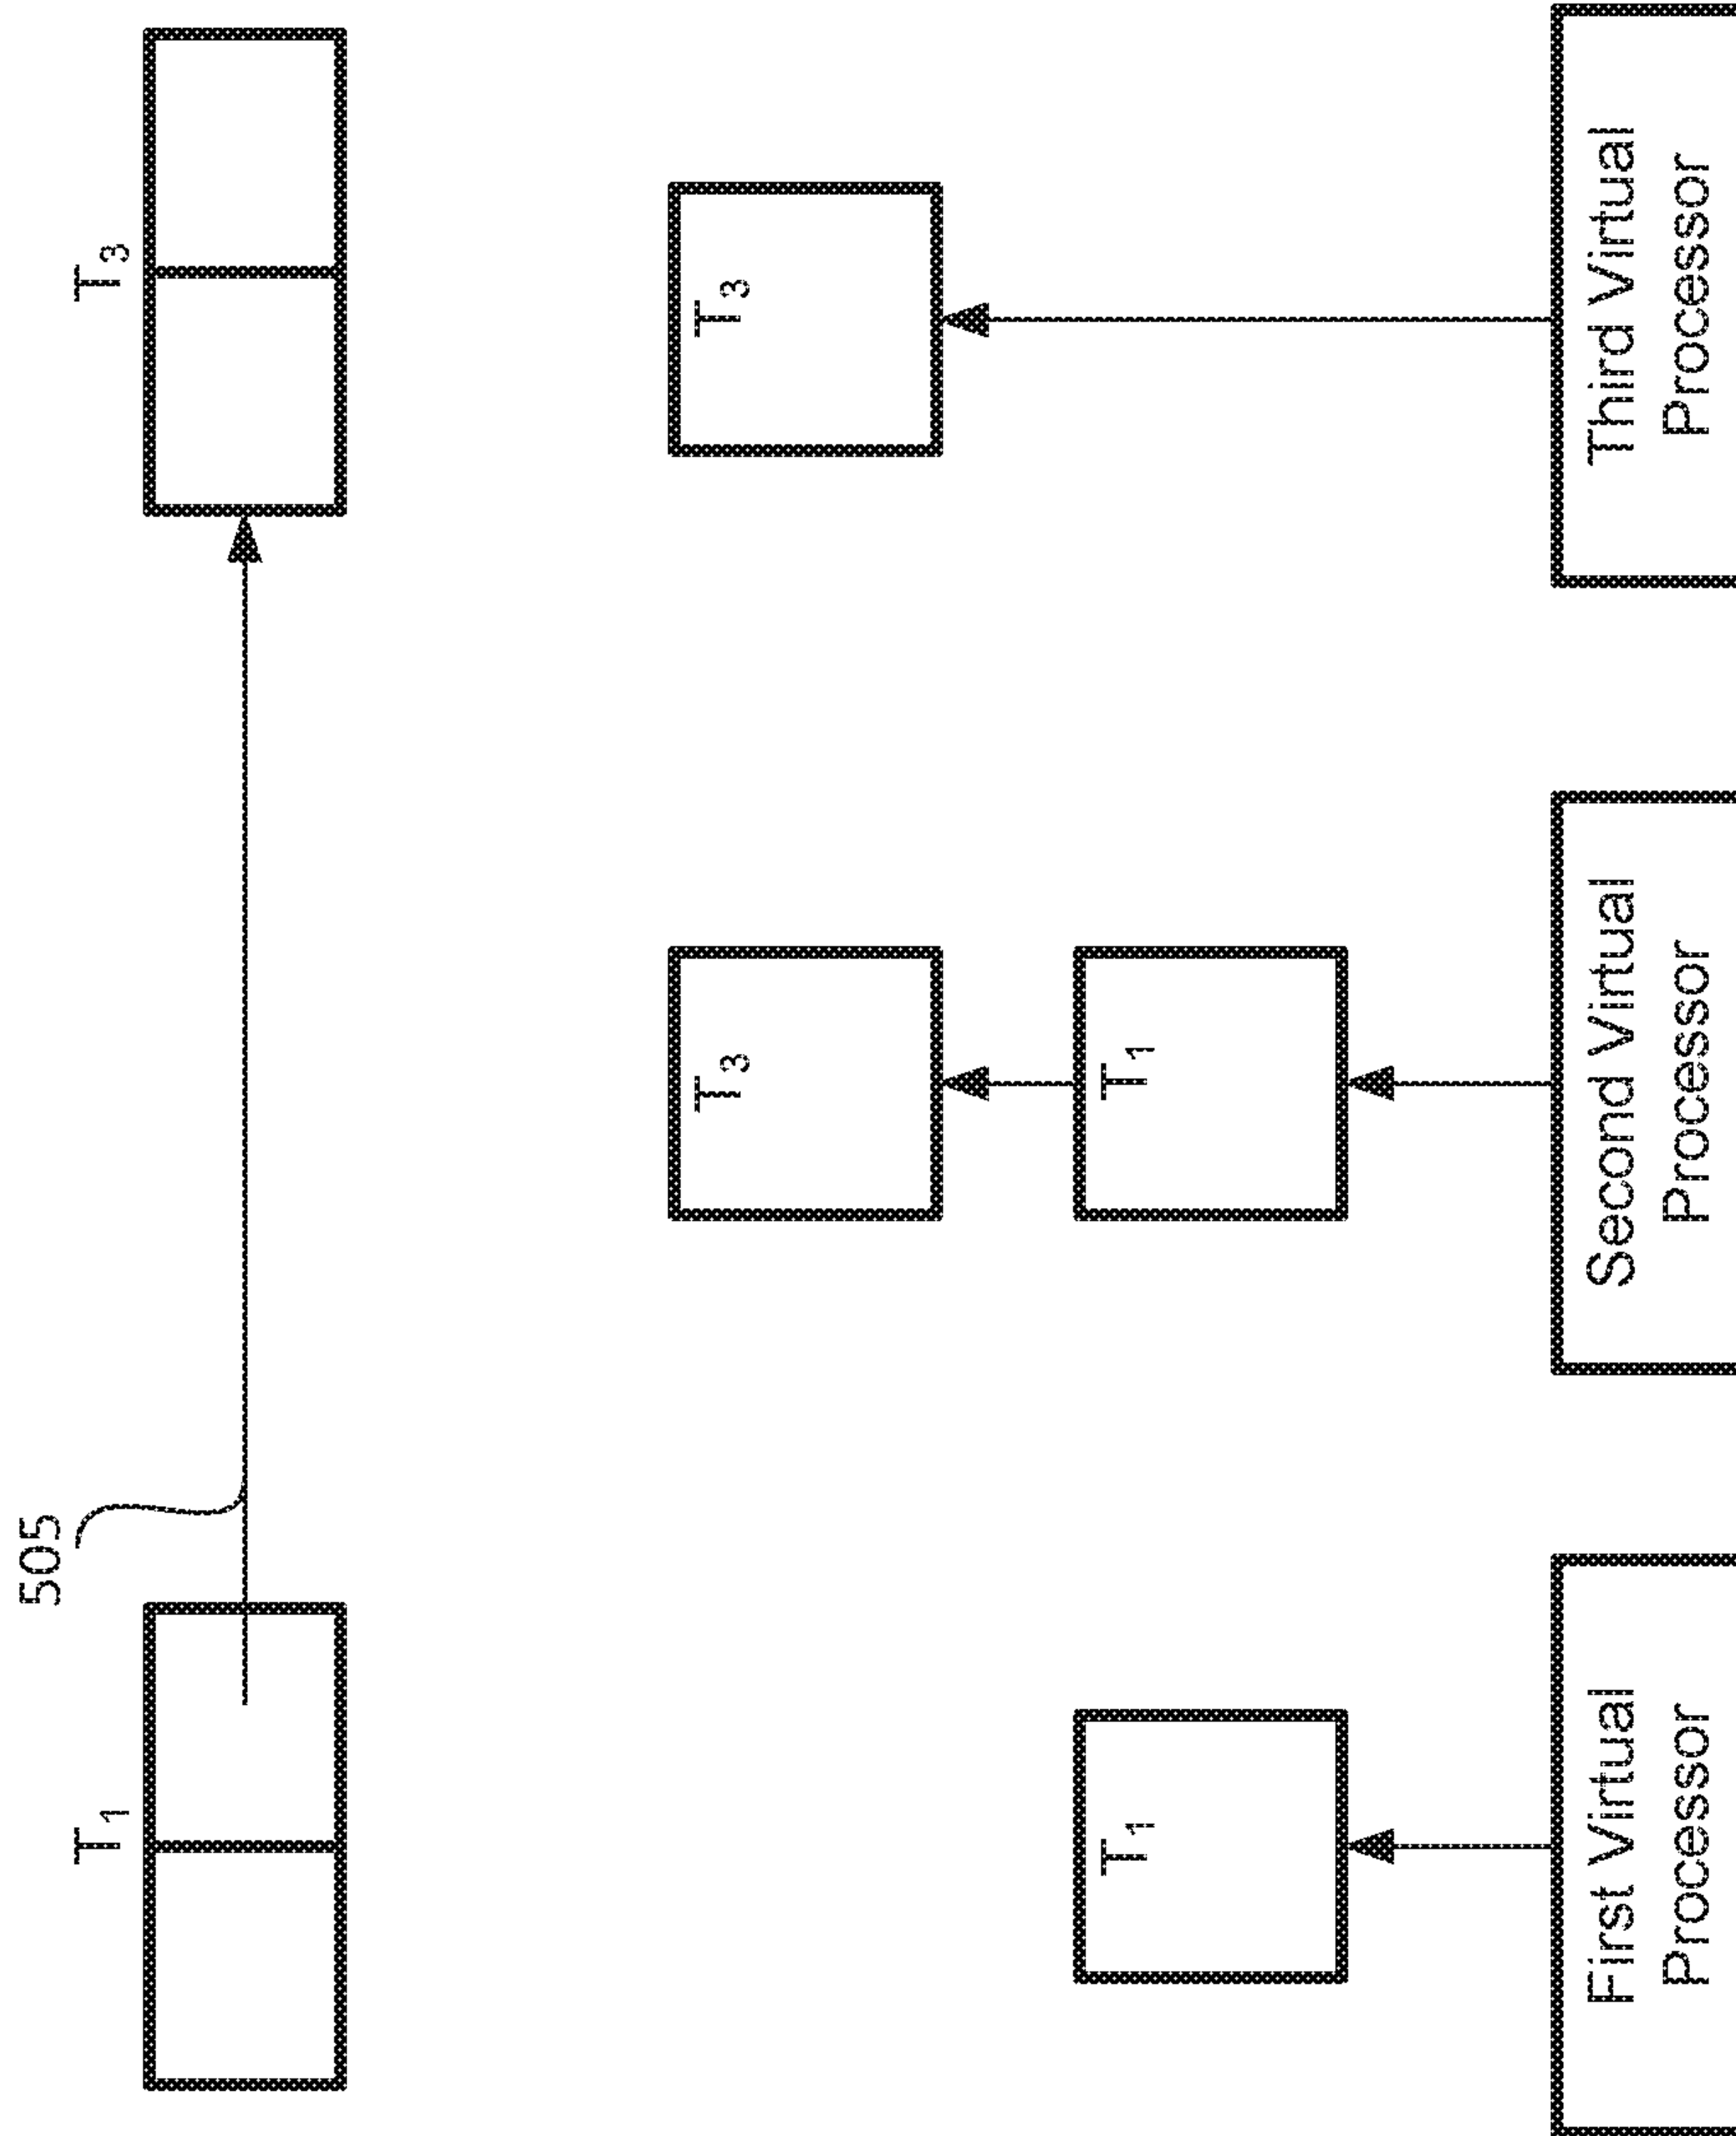 505
T1
T3
T3
T3
T1
T1
First Virtual
Processor
Second Virtual
Processor
Third Virtual
Processor